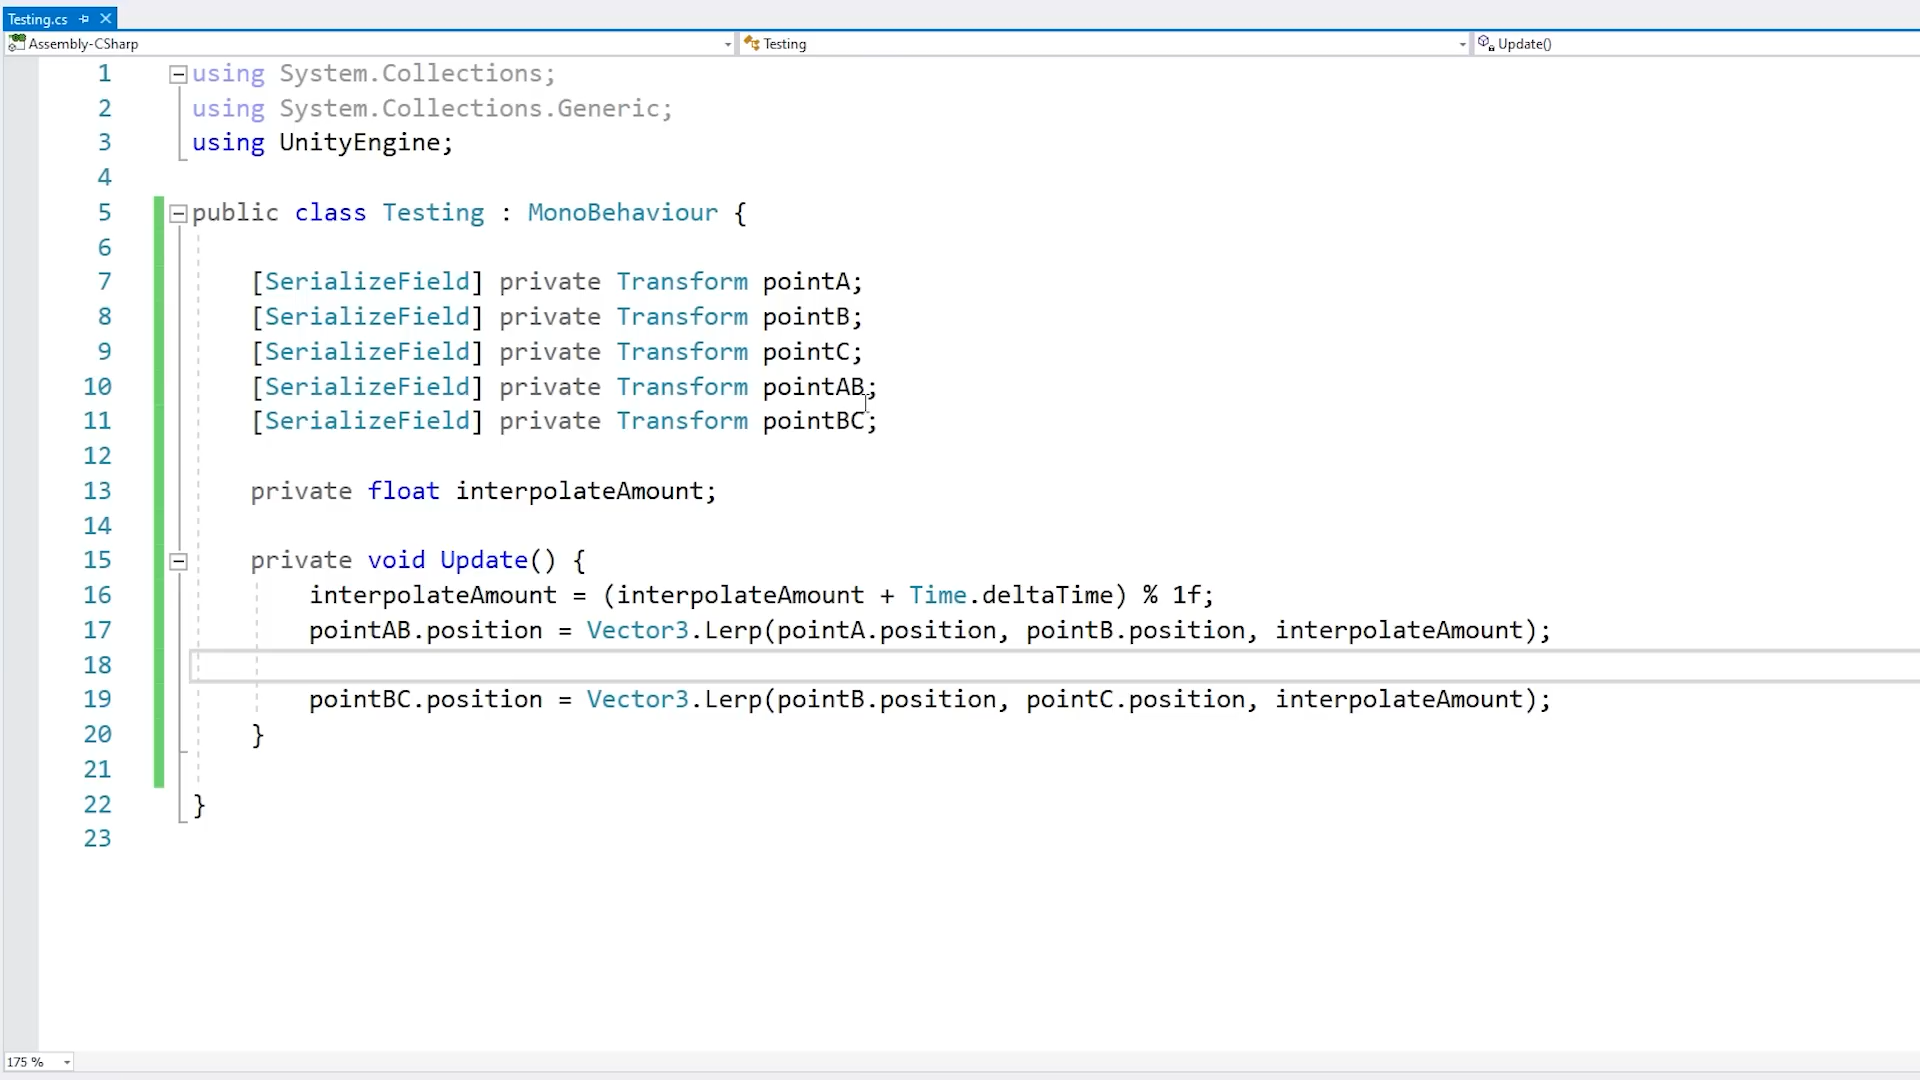 Testing.cs
Assembly-CSharp Testing Update()
1 using System.Collections;
2 using System.Collections.Generic;
3 using UnityEngine;
4
5 public class Testing : MonoBehaviour {
6
7 [SerializeField] private Transform pointA;
8 [SerializeField] private Transform pointB;
9 [SerializeField] private Transform pointC;
10 [SerializeField] private Transform pointAB;
11 [SerializeField] private Transform pointBC;
12
13 private float interpolateAmount;
14
15 private void Update() {
16 interpolateAmount = (interpolateAmount + Time.deltaTime) % 1f;
17 pointAB.position = Vector3.Lerp(pointA.position, pointB.position, interpolateAmount);
18
19 pointBC.position = Vector3.Lerp(pointB.position, pointC.position, interpolateAmount);
20 }
21
22 }
23
175 %